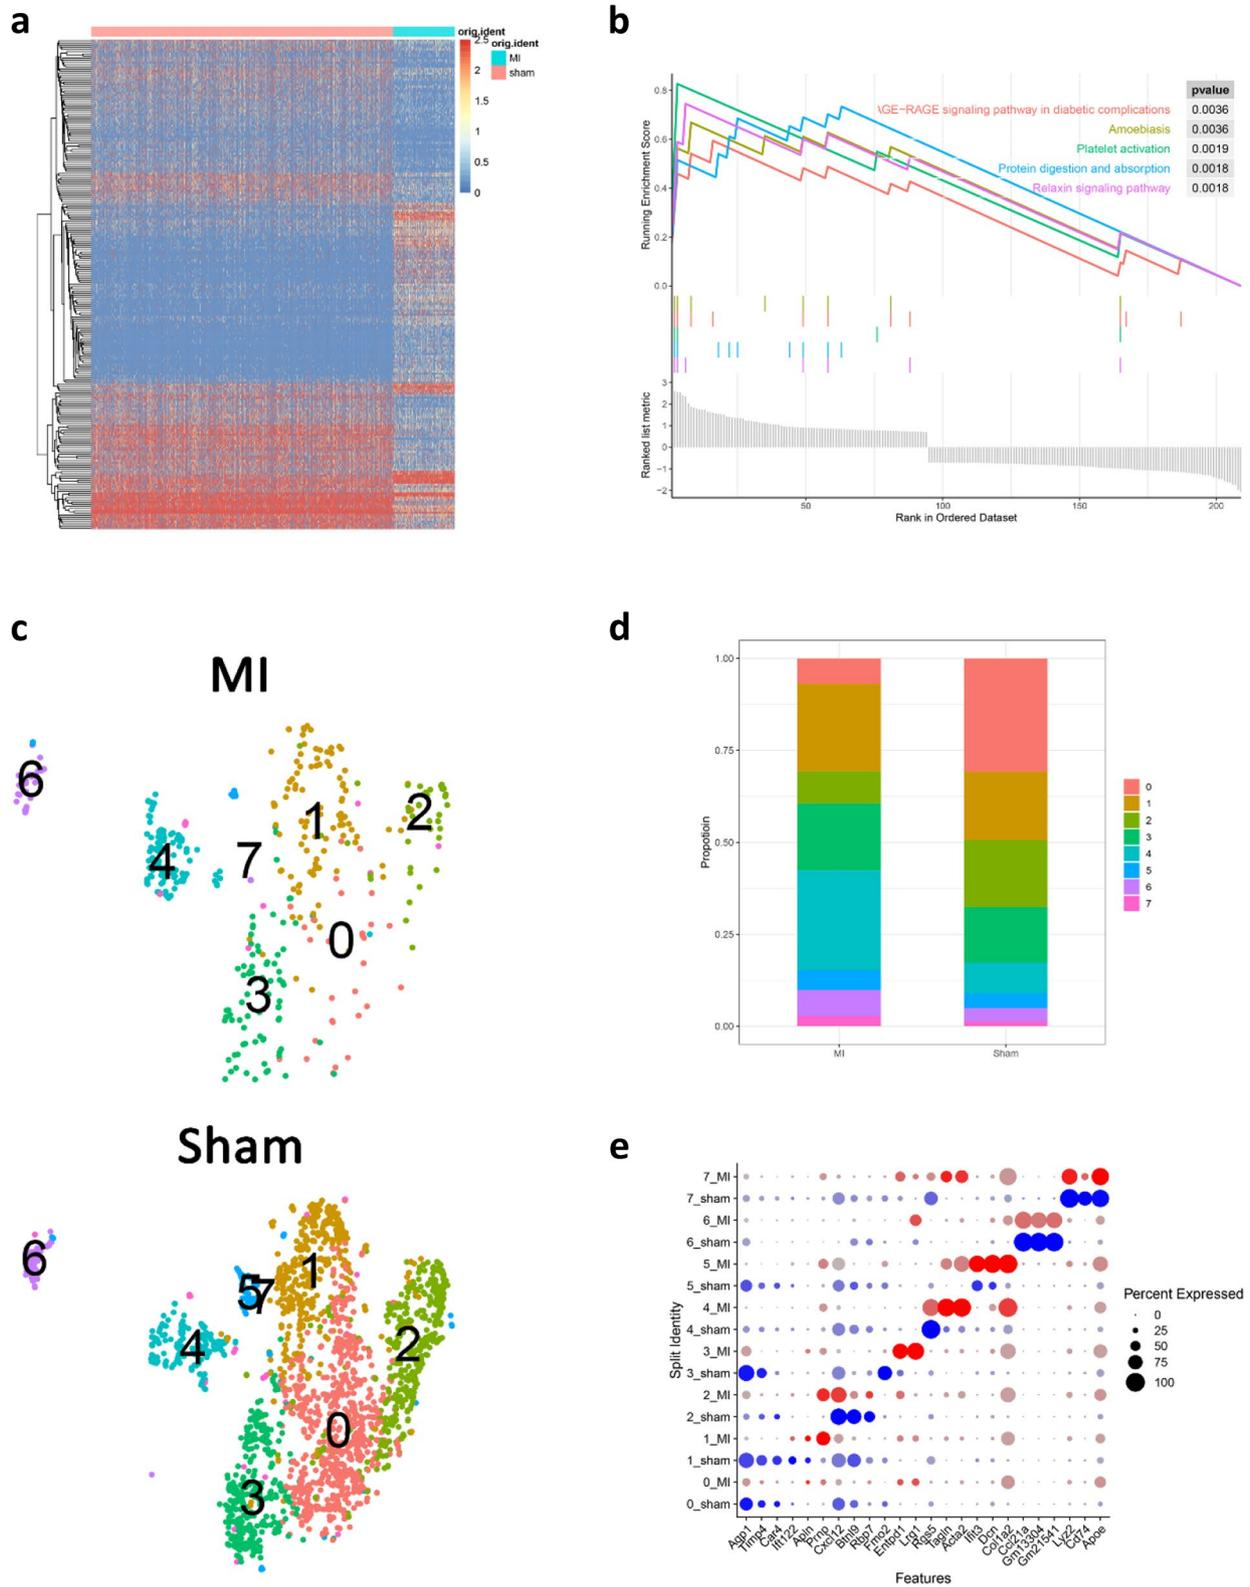 a
orig.ident
2.5
2
1.5
1
0.5
0
orig.ident
MI
sham
b
Running Enrichment Score
0.8
0.6
0.4
0.2
0.0
\GE−RAGE signaling pathway in diabetic complications
Amoebiasis
Platelet activation
Protein digestion and absorption
Relaxin signaling pathway
pvalue
0.0036
0.0036
0.0019
0.0018
0.0018
Ranked list metric
3
2
1
0
−1
−2
50
100
150
200
Rank in Ordered Dataset
c
MI
6
4
7
1
2
0
3
Sham
6
5
7
1
4
2
0
3
d
Propotioin
1.00
0.75
0.50
0.25
0.00
MI
Sham
0
1
2
3
4
5
6
7
e
Split Identity
7_MI
7_sham
6_MI
6_sham
5_MI
5_sham
4_MI
4_sham
3_MI
3_sham
2_MI
2_sham
1_MI
1_sham
0_MI
0_sham
Aqp1
Timp4
Car4
Ift122
Apln
Prnp
Cxcl12
Btnl9
Rbp7
Fmo2
Entpd1
Lrg1
Rgs5
Tagln
Acta2
Ifit3
Dcn
Col1a2
Ccl21a
Gm13304
Gm21541
Lyz2
Cd74
Apoe
Features
Percent Expressed
0
25
50
75
100